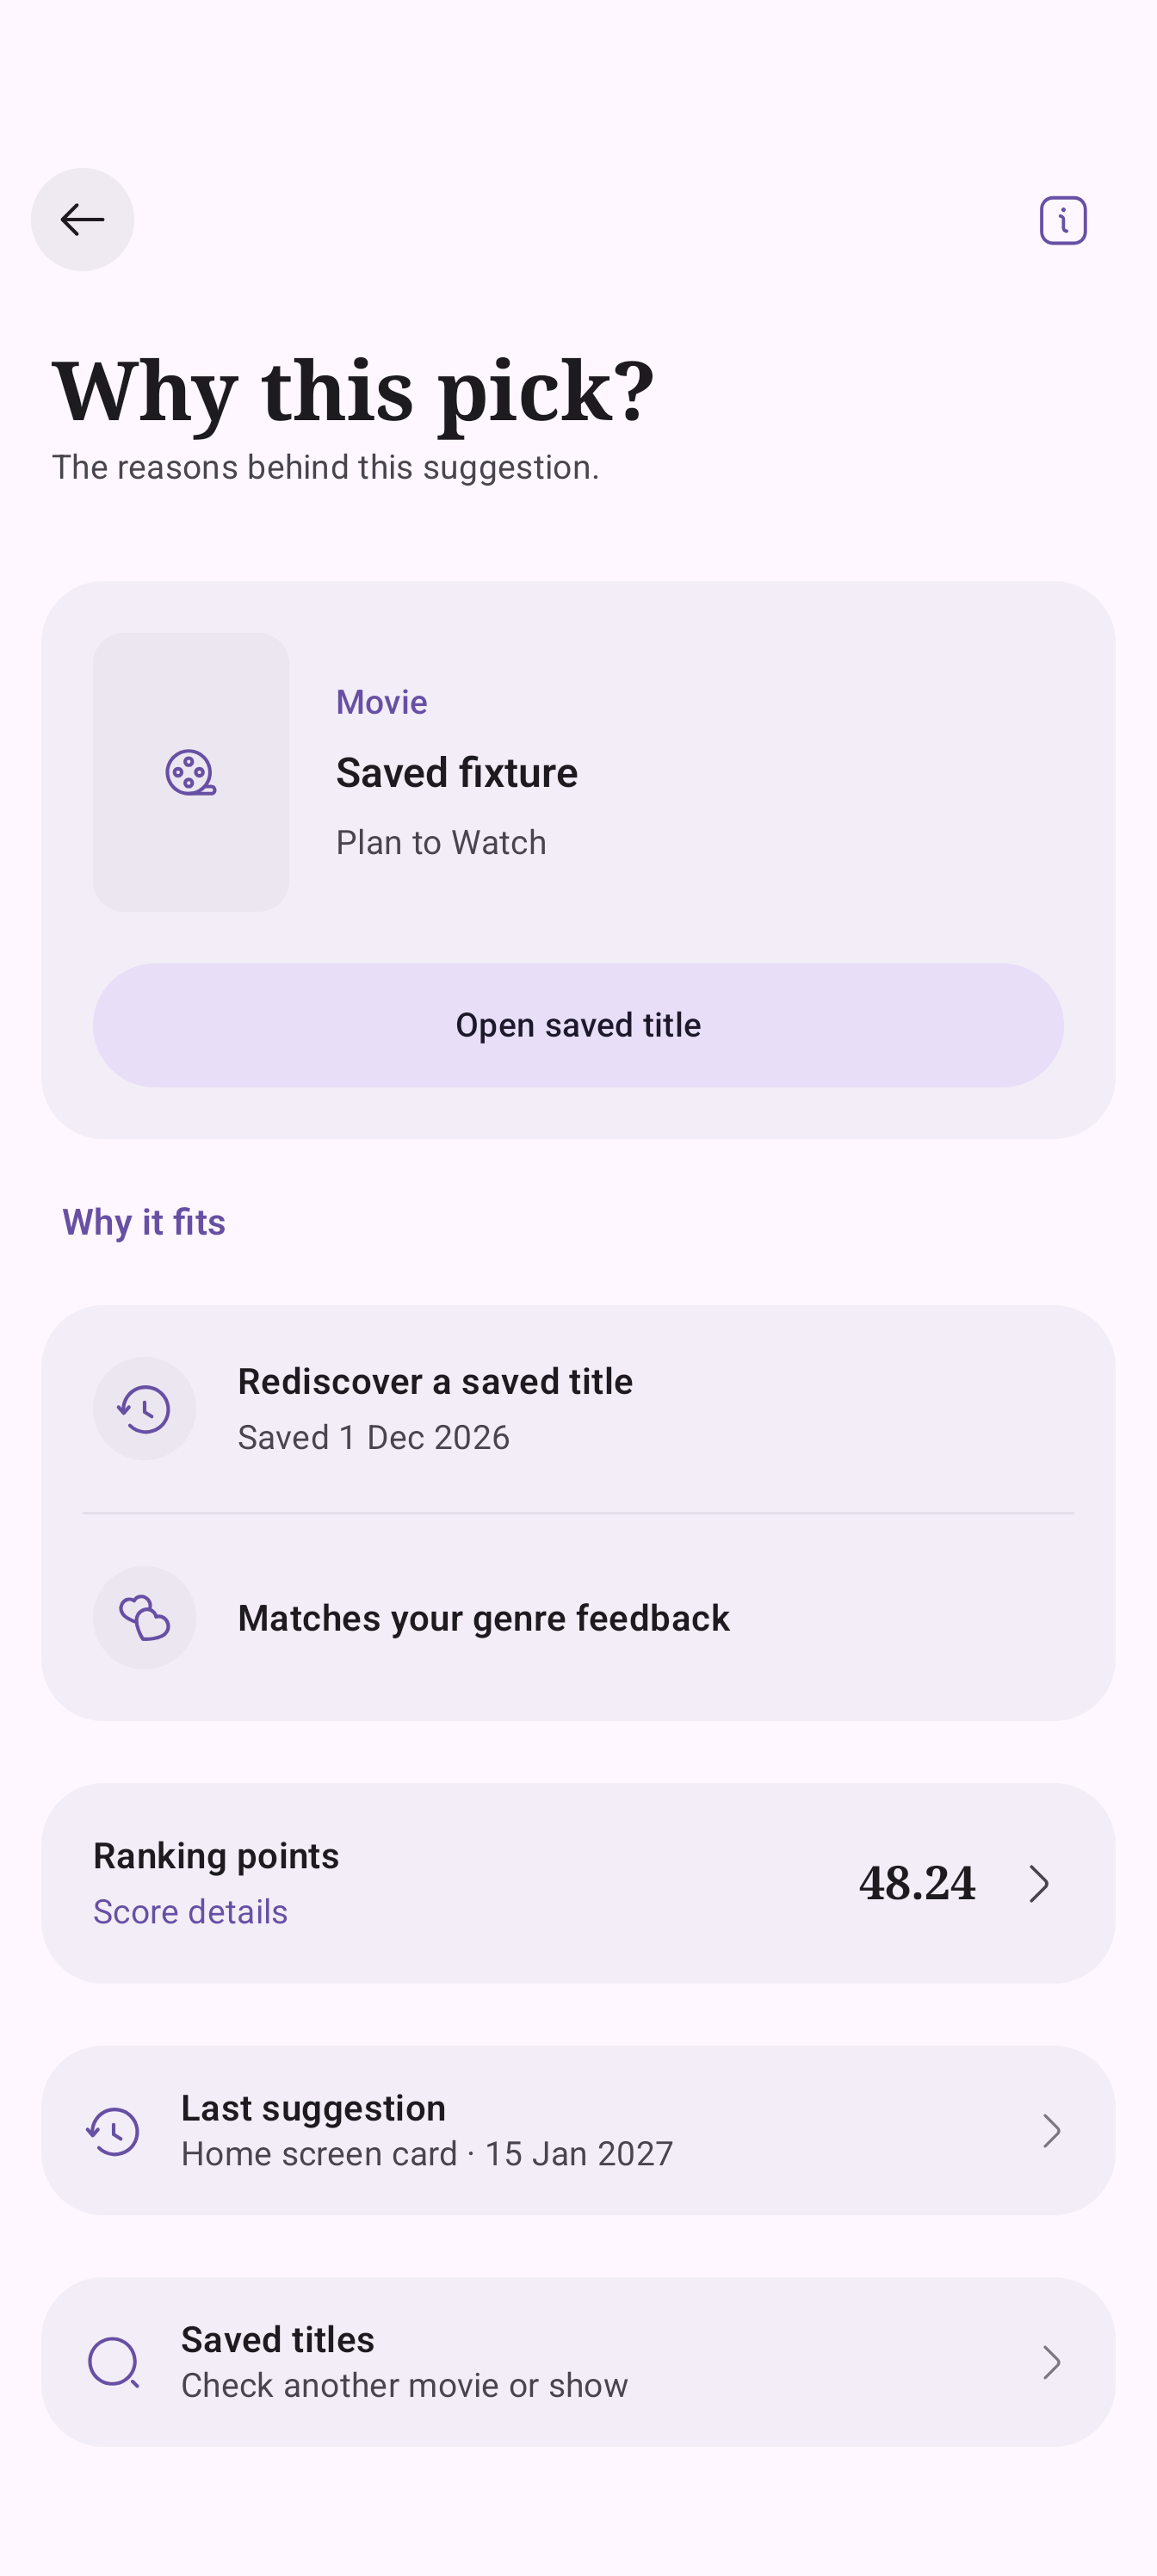 Why this pick?
The reasons behind this suggestion.
Movie
Saved fixture
Plan to Watch
Open saved title
Why it fits
Rediscover a saved title
Saved 1 Dec 2026
Matches your genre feedback
Ranking points
Score details
48.24
Last suggestion
Home screen card · 15 Jan 2027
Saved titles
Check another movie or show